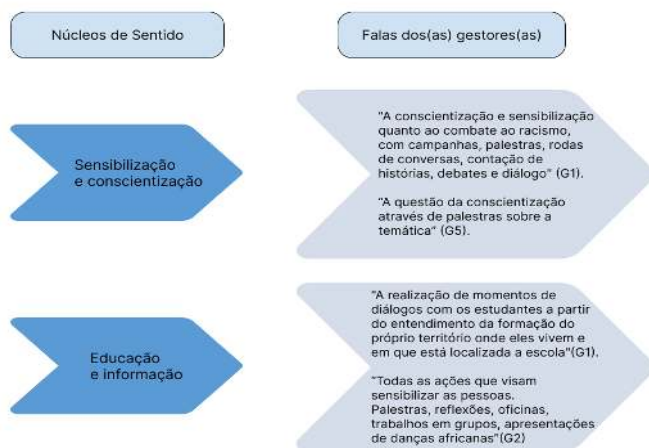 Núcleos de Sentido
Falas dos(as) gestores(as)
Sensibilização
e conscientização
"A conscientização e sensibilização
quanto ao combate ao racismo,
com campanhas, palestras, rodas
de conversas, contação de
histórias, debates e diálogo" (G1).
"A questão da conscientização
através de palestras sobre a
temática" (G5).
Educação
e informação
"A realização de momentos de
diálogos com os estudantes a partir
do entendimento da formação do
próprio território onde eles vivem e
em que está localizada a escola"(G1).
"Todas as ações que visam
sensibilizar as pessoas.
Palestras, reflexões, oficinas,
trabalhos em grupos, apresentações
de danças africanas"(G2)